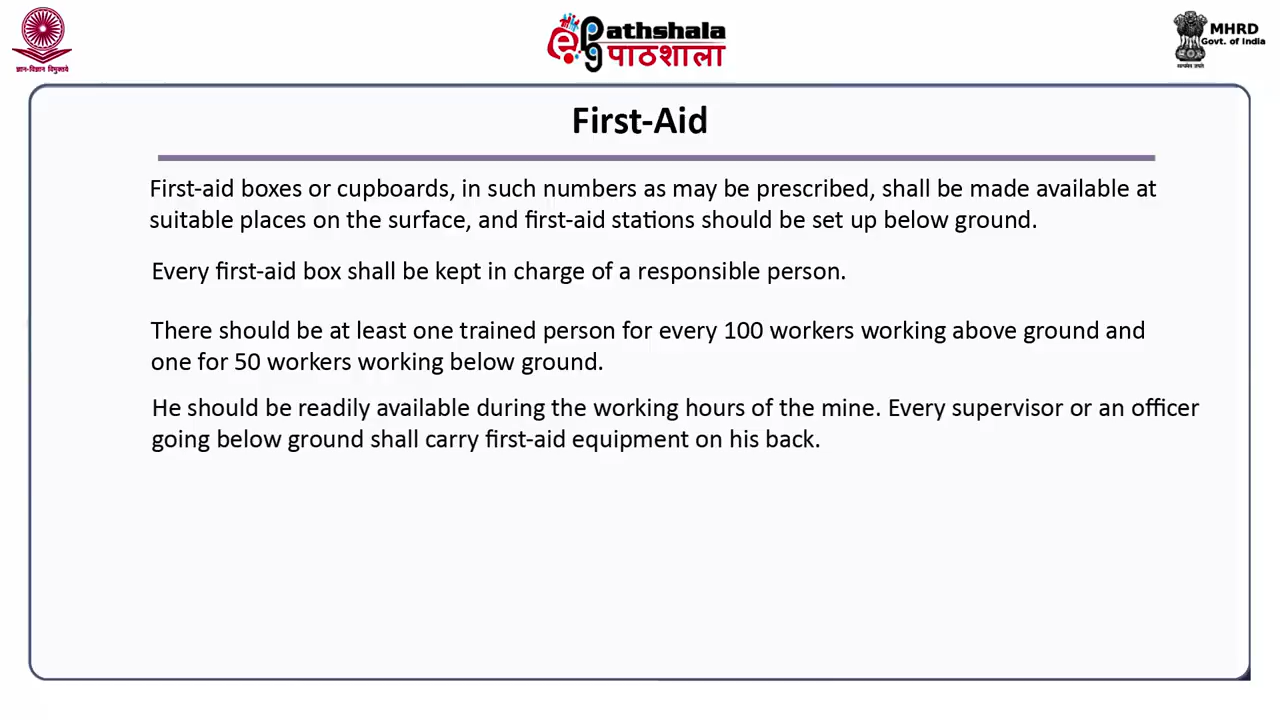 ज्ञान-विज्ञान विमुक्तये
ePGpathshala
पाठशाला
MHRD
Govt. of India
सत्यमेव जयते
First-Aid
First-aid boxes or cupboards, in such numbers as may be prescribed, shall be made available at
suitable places on the surface, and first-aid stations should be set up below ground.
Every first-aid box shall be kept in charge of a responsible person.
There should be at least one trained person for every 100 workers working above ground and
one for 50 workers working below ground.
He should be readily available during the working hours of the mine. Every supervisor or an officer
going below ground shall carry first-aid equipment on his back.